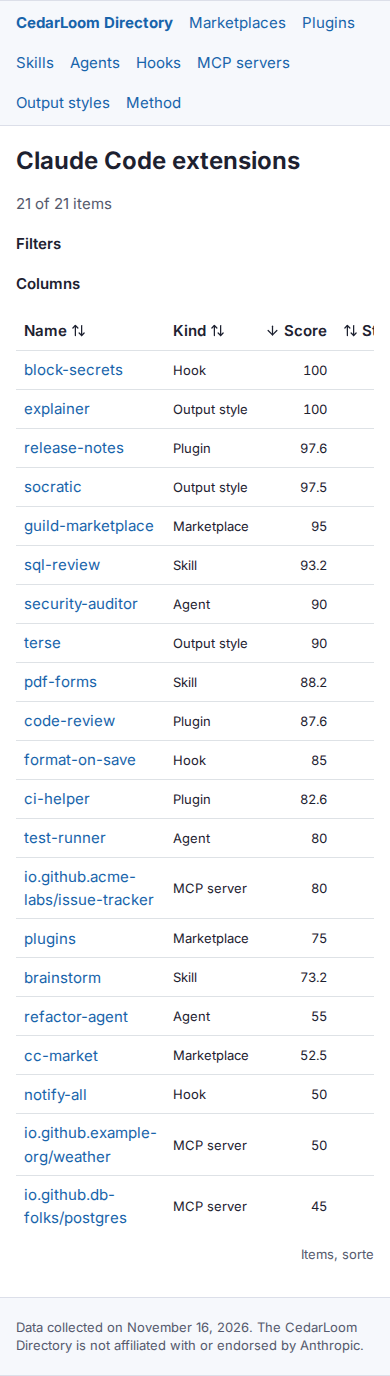 CedarLoom Directory Marketplaces Plugins
Skills Agents Hooks MCP servers
Output styles Method
Claude Code extensions
21 of 21 items
Filters
Columns
Name ↑↓ Kind ↑↓ ↓ Score ↑↓
block-secrets Hook 100
explainer Output style 100
release-notes Plugin 97.6
socratic Output style 97.5
guild-marketplace Marketplace 95
sql-review Skill 93.2
security-auditor Agent 90
terse Output style 90
pdf-forms Skill 88.2
code-review Plugin 87.6
format-on-save Hook 85
ci-helper Plugin 82.6
test-runner Agent 80
io.github.acme-
labs/issue-tracker MCP server 80
plugins Marketplace 75
brainstorm Skill 73.2
refactor-agent Agent 55
cc-market Marketplace 52.5
notify-all Hook 50
io.github.example-
org/weather MCP server 50
io.github.db-
folks/postgres MCP server 45
Items, sorte
Data collected on November 16, 2026. The CedarLoom
Directory is not affiliated with or endorsed by Anthropic.